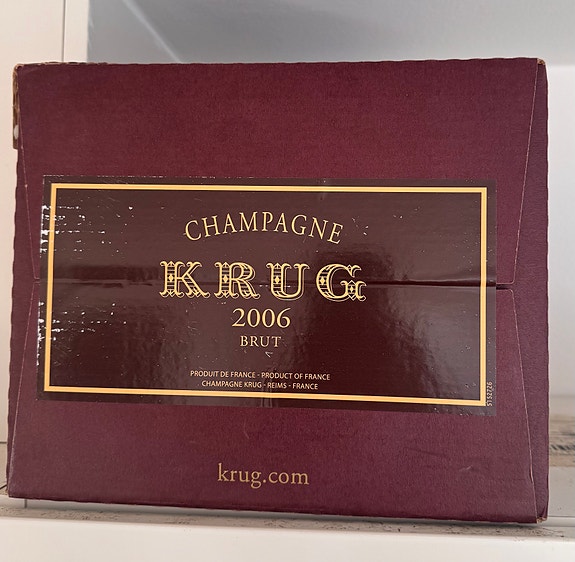 CHAMPAGNE
KRUG
2006
BRUT
PRODUIT DE FRANCE - PRODUCT OF FRANCE
CHAMPAGNE KRUG - REIMS - FRANCE
krug.com